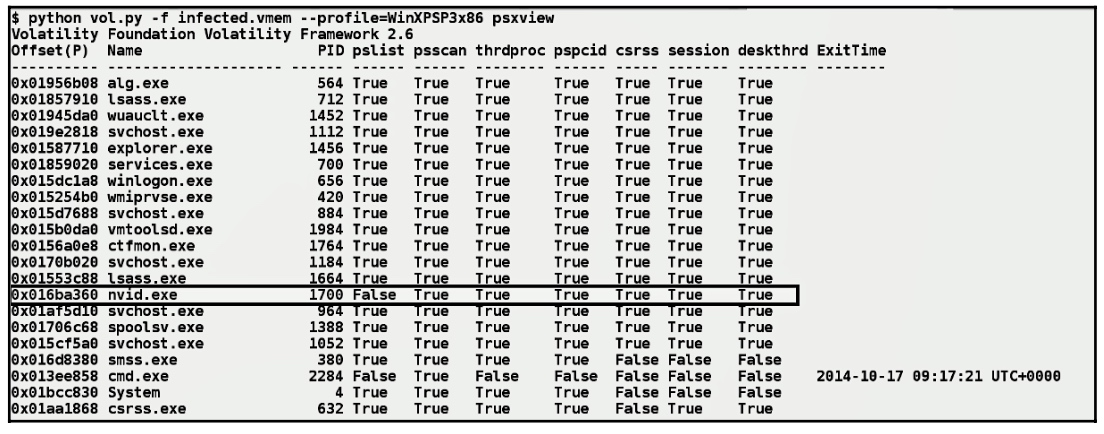 $ python vol.py -f infected.vmem --profile=WinXPSP3x86 psxview
Volatility Foundation Volatility Framework 2.6
Offset(P)  Name                    PID pslist psscan thrdproc pspcid csrss session deskthrd ExitTime
---------- -------------------- ------ ------ ------ -------- ------ ----- ------- -------- --------
0x01956b08 alg.exe                 564 True   True   True     True   True  True    True
0x01857910 lsass.exe               712 True   True   True     True   True  True    True
0x01945da0 wuauclt.exe            1452 True   True   True     True   True  True    True
0x019e2818 svchost.exe            1112 True   True   True     True   True  True    True
0x01587710 explorer.exe           1456 True   True   True     True   True  True    True
0x01859020 services.exe            700 True   True   True     True   True  True    True
0x015dc1a8 winlogon.exe            656 True   True   True     True   True  True    True
0x015254b0 wmiprvse.exe            420 True   True   True     True   True  True    True
0x015d7688 svchost.exe             884 True   True   True     True   True  True    True
0x015b0da0 vmtoolsd.exe           1984 True   True   True     True   True  True    True
0x0156a0e8 ctfmon.exe             1764 True   True   True     True   True  True    True
0x0170b020 svchost.exe            1184 True   True   True     True   True  True    True
0x01553c88 lsass.exe              1664 True   True   True     True   True  True    True
0x016ba360 nvid.exe               1700 False  True   True     True   True  True    True
0x01af5d10 svchost.exe             964 True   True   True     True   True  True    True
0x01706c68 spoolsv.exe            1388 True   True   True     True   True  True    True
0x015cf5a0 svchost.exe            1052 True   True   True     True   True  True    True
0x016d8380 smss.exe                380 True   True   True     True   False False   False
0x013ee858 cmd.exe                2284 False  True   False    False  False False   False    2014-10-17 09:17:21 UTC+0000
0x01bcc830 System                    4 True   True   True     True   False False   False
0x01aa1868 csrss.exe               632 True   True   True     True   False True    True